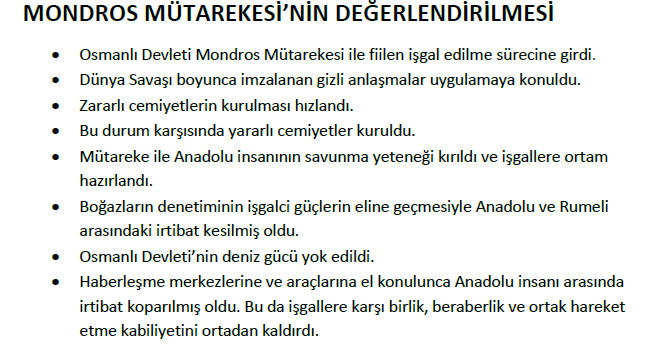 MONDROS MÜTAREKESİ’NİN DEĞERLENDİRİLMESİ
• Osmanlı Devleti Mondros Mütarekesi ile fiilen işgal edilme sürecine girdi.
• Dünya Savaşı boyunca imzalanan gizli anlaşmalar uygulamaya konuldu.
• Zararlı cemiyetlerin kurulması hızlandı.
• Bu durum karşısında yararlı cemiyetler kuruldu.
• Mütareke ile Anadolu insanının savunma yeteneği kırıldı ve işgallere ortam
hazırlandı.
• Boğazların denetiminin işgalci güçlerin eline geçmesiyle Anadolu ve Rumeli
arasındaki irtibat kesilmiş oldu.
• Osmanlı Devleti’nin deniz gücü yok edildi.
• Haberleşme merkezlerine ve araçlarına el konulunca Anadolu insanı arasında
irtibat koparılmış oldu. Bu da işgallere karşı birlik, beraberlik ve ortak hareket
etme kabiliyetini ortadan kaldırdı.